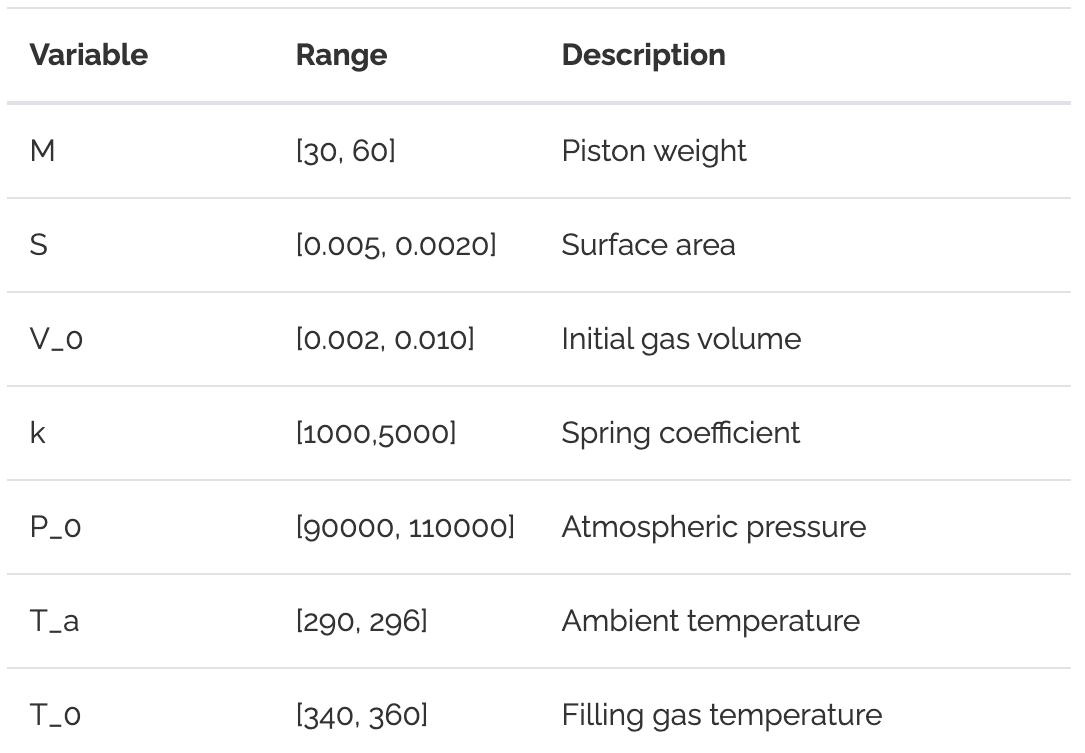 Variable Range Description
M [30, 60] Piston weight
S [0.005, 0.0020] Surface area
V_0 [0.002, 0.010] Initial gas volume
k [1000,5000] Spring coefficient
P_0 [90000, 110000] Atmospheric pressure
T_a [290, 296] Ambient temperature
T_0 [340, 360] Filling gas temperature